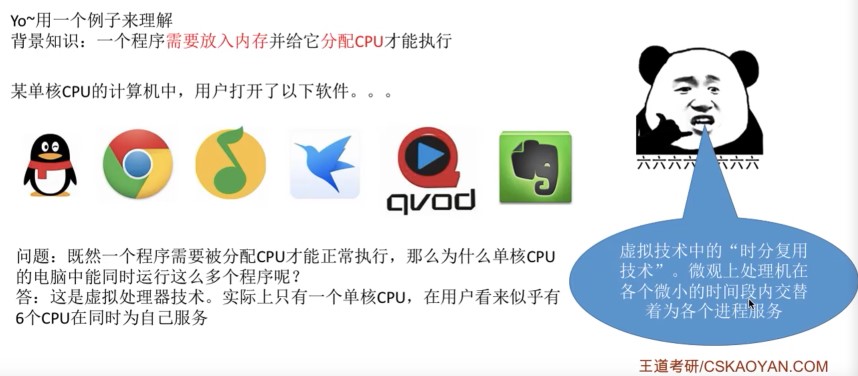 Yo~用一个例子来理解
背景知识：一个程序需要放入内存并给它分配CPU才能执行
某单核CPU的计算机中，用户打开了以下软件。。。
qvod
六六六六六六六六
问题：既然一个程序需要被分配CPU才能正常执行，那么为什么单核CPU
的电脑中能同时运行这么多个程序呢？
答：这是虚拟处理器技术。实际上只有一个单核CPU，在用户看来似乎有
6个CPU在同时为自己服务
虚拟技术中的“时分复用
技术”。微观上处理机在
各个微小的时间段内交替
着为各个进程服务
王道考研/CSKAOYAN.COM